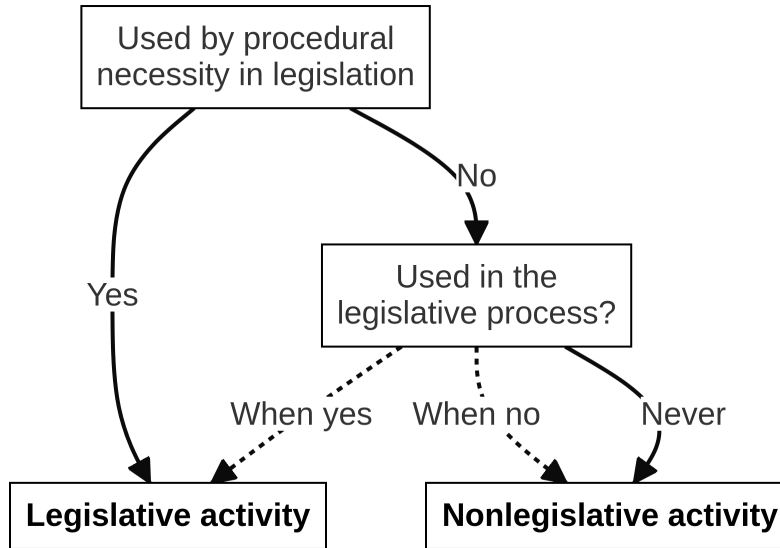 Used by procedural
necessity in legislation
No
Used in the
legislative process?
Yes
When yes
When no
Never
Legislative activity
Nonlegislative activity